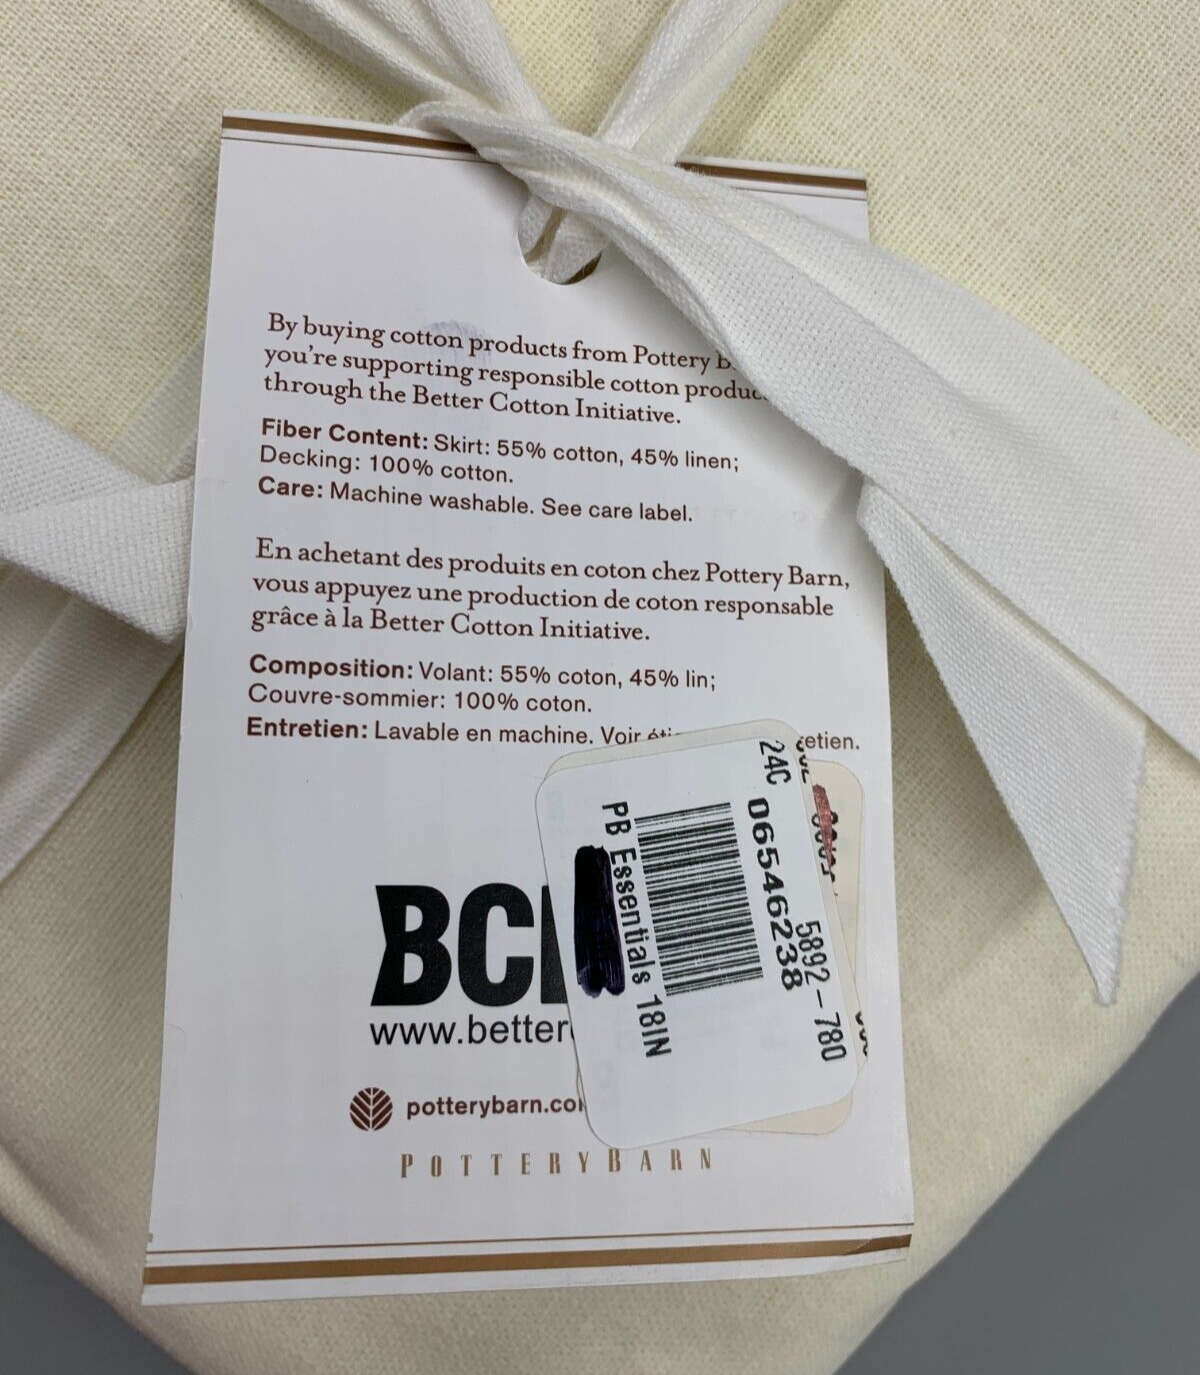 By buying cotton products from Pottery
you're supporting responsible cotton
through the Better Cotton Initiative.
Fiber Content: Skirt: 55% cotton, 45% linen;
Decking: 100% cotton.
Care: Machine washable. See care label.
En achetant des produits en coton chez Pottery Barn,
vous appuyez une production de coton responsable
grâce à la Better Cotton Initiative.
Composition: Volant: 55% coton, 45% lin;
Couvre-sommier: 100% coton.
Entretien: Lavable en machine. Voir
BCI
www.better
potterybarn.co
POTTERY BARN
24C
5892-780
06546238
PB Essentials 18IN